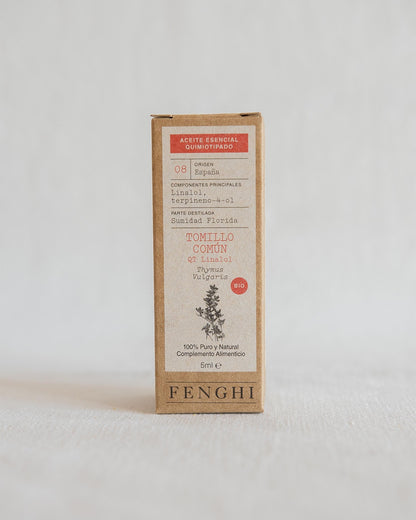 ACEITE ESENCIAL
QUIMIOTIPADO
08
ORIGEN
España
COMPONENTES PRINCIPALES
Linalol,
terpineno-4-ol
PARTE DESTILADA
Sumidad Florida
TOMILLO
COMÚN
QT Linalol
Thymus
Vulgaris
BIO
100% Puro y Natural
Complemento Alimenticio
5ml ℮
FENGHI